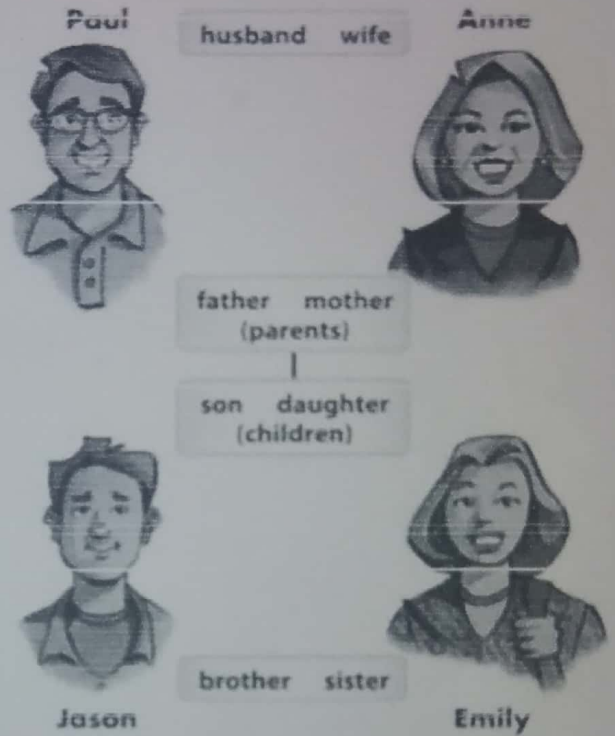 Paul
husband wife
Anne
father mother
(parents)
son daughter
(children)
brother sister
Jason
Emily